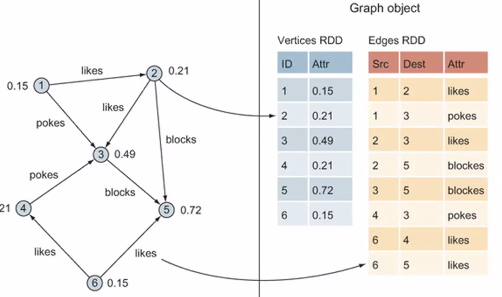 Graph object
Vertices RDD
ID Attr
1 0.15
2 0.21
3 0.49
4 0.21
5 0.72
6 0.15
Edges RDD
Src Dest Attr
1 2 likes
1 3 pokes
2 3 likes
2 5 blockes
3 5 blockes
4 3 pokes
6 4 likes
6 5 likes
likes
0.15 1
2 0.21
likes
pokes
blocks
3 0.49
pokes
blocks
21 4
5 0.72
likes
likes
6 0.15